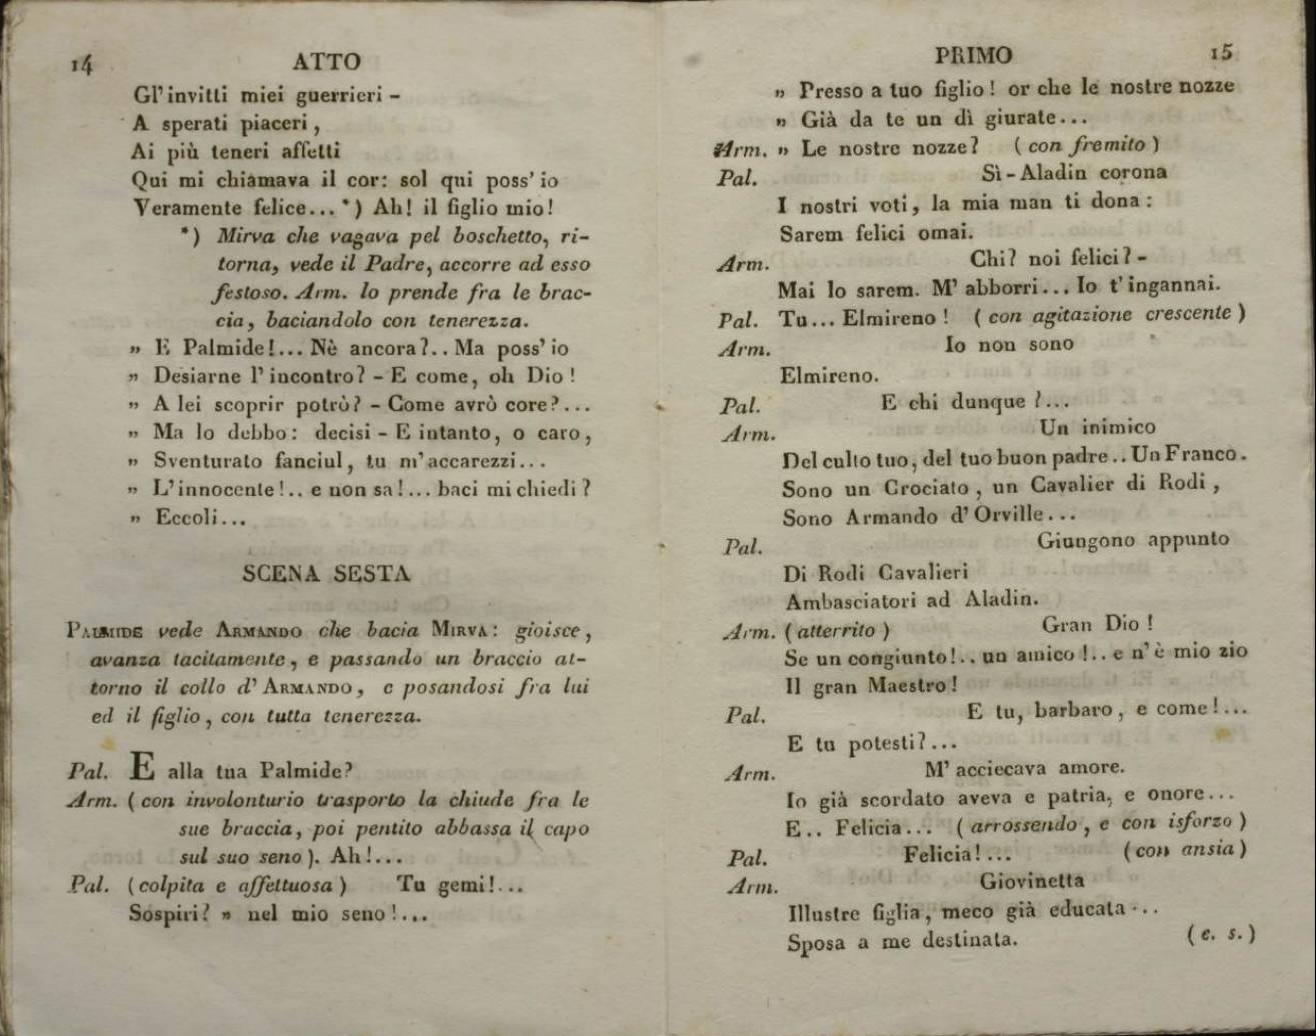 14 ATTO
Gl'invitti miei guerrieri –
A sperati piaceri,
Ai più teneri affetti
Qui mi chiamava il cor: sol qui poss'io
Veramente felice... *) Ah! il figlio mio!
*) Mirva che vagava pel boschetto, ri-
torna, vede il Padre, accorre ad esso
festoso. Arm. lo prende fra le brac-
cia, baciandolo con tenerezza.
„ E Palmide!... Nè ancora?.. Ma poss'io
„ Desiarne l'incontro? – E come, oh Dio!
„ A lei scoprir potrò? – Come avrò core?...
„ Ma lo debbo: decisi – E intanto, o caro,
„ Sventurato fanciul, tu m'accarezzi...
„ L'innocente!.. e non sa!... baci mi chiedi?
„ Eccoli...
SCENA SESTA
PALMIDE vede ARMANDO che bacia MIRVA: gioisce,
avanza tacitamente, e passando un braccio at-
torno il collo d'ARMANDO, e posandosi fra lui
ed il figlio, con tutta tenerezza.
Pal. E alla tua Palmide?
Arm. (con involonturio trasporto la chiude fra le
sue braccia, poi pentito abbassa il capo
sul suo seno). Ah!...
Pal. (colpita e affettuosa) Tu gemi!...
Sospiri? „ nel mio seno!...
PRIMO 15
„ Presso a tuo figlio! or che le nostre nozze
„ Già da te un dì giurate...
Arm. „ Le nostre nozze? (con fremito)
Pal. Sì – Aladin corona
I nostri voti, la mia man ti dona:
Sarem felici omai.
Arm. Chi? noi felici? –
Mai lo sarem. M'abborri... Io t'ingannai.
Pal. Tu... Elmireno! (con agitazione crescente)
Arm. Io non sono
Elmireno.
Pal. E chi dunque?...
Arm. Un inimico
Del culto tuo, del tuo buon padre.. Un Franco.
Sono un Crociato, un Cavalier di Rodi,
Sono Armando d'Orville...
Pal. Giungono appunto
Di Rodi Cavalieri
Ambasciatori ad Aladin.
Arm. (atterrito) Gran Dio!
Se un congiunto!.. un amico!.. e n'è mio zio
Il gran Maestro!
Pal. E tu, barbaro, e come!...
E tu potesti?...
Arm. M'acciecava amore.
Io già scordato aveva e patria, e onore...
E.. Felicia... (arrossendo, e con isforzo)
Pal. Felicia!... (con ansia)
Arm. Giovinetta
Illustre figlia, meco già educata...
Sposa a me destinata. (c. s.)